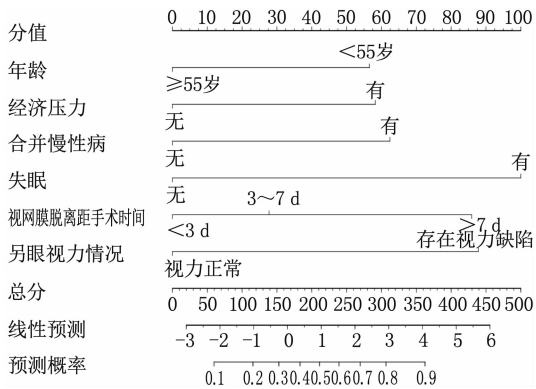 分值 0 10 20 30 40 50 60 70 80 90 100
<55岁
年龄
≥55岁
有
经济压力
无
有
合并慢性病
无
有
失眠
无
3~7 d
视网膜脱离距手术时间
<3 d ≥7 d
存在视力缺陷
另眼视力情况
视力正常
总分 0 50 100 150 200 250 300 350 400 450 500
线性预测 -3 -2 -1 0 1 2 3 4 5 6
预测概率 0.1 0.2 0.3 0.4 0.5 0.6 0.7 0.8 0.9